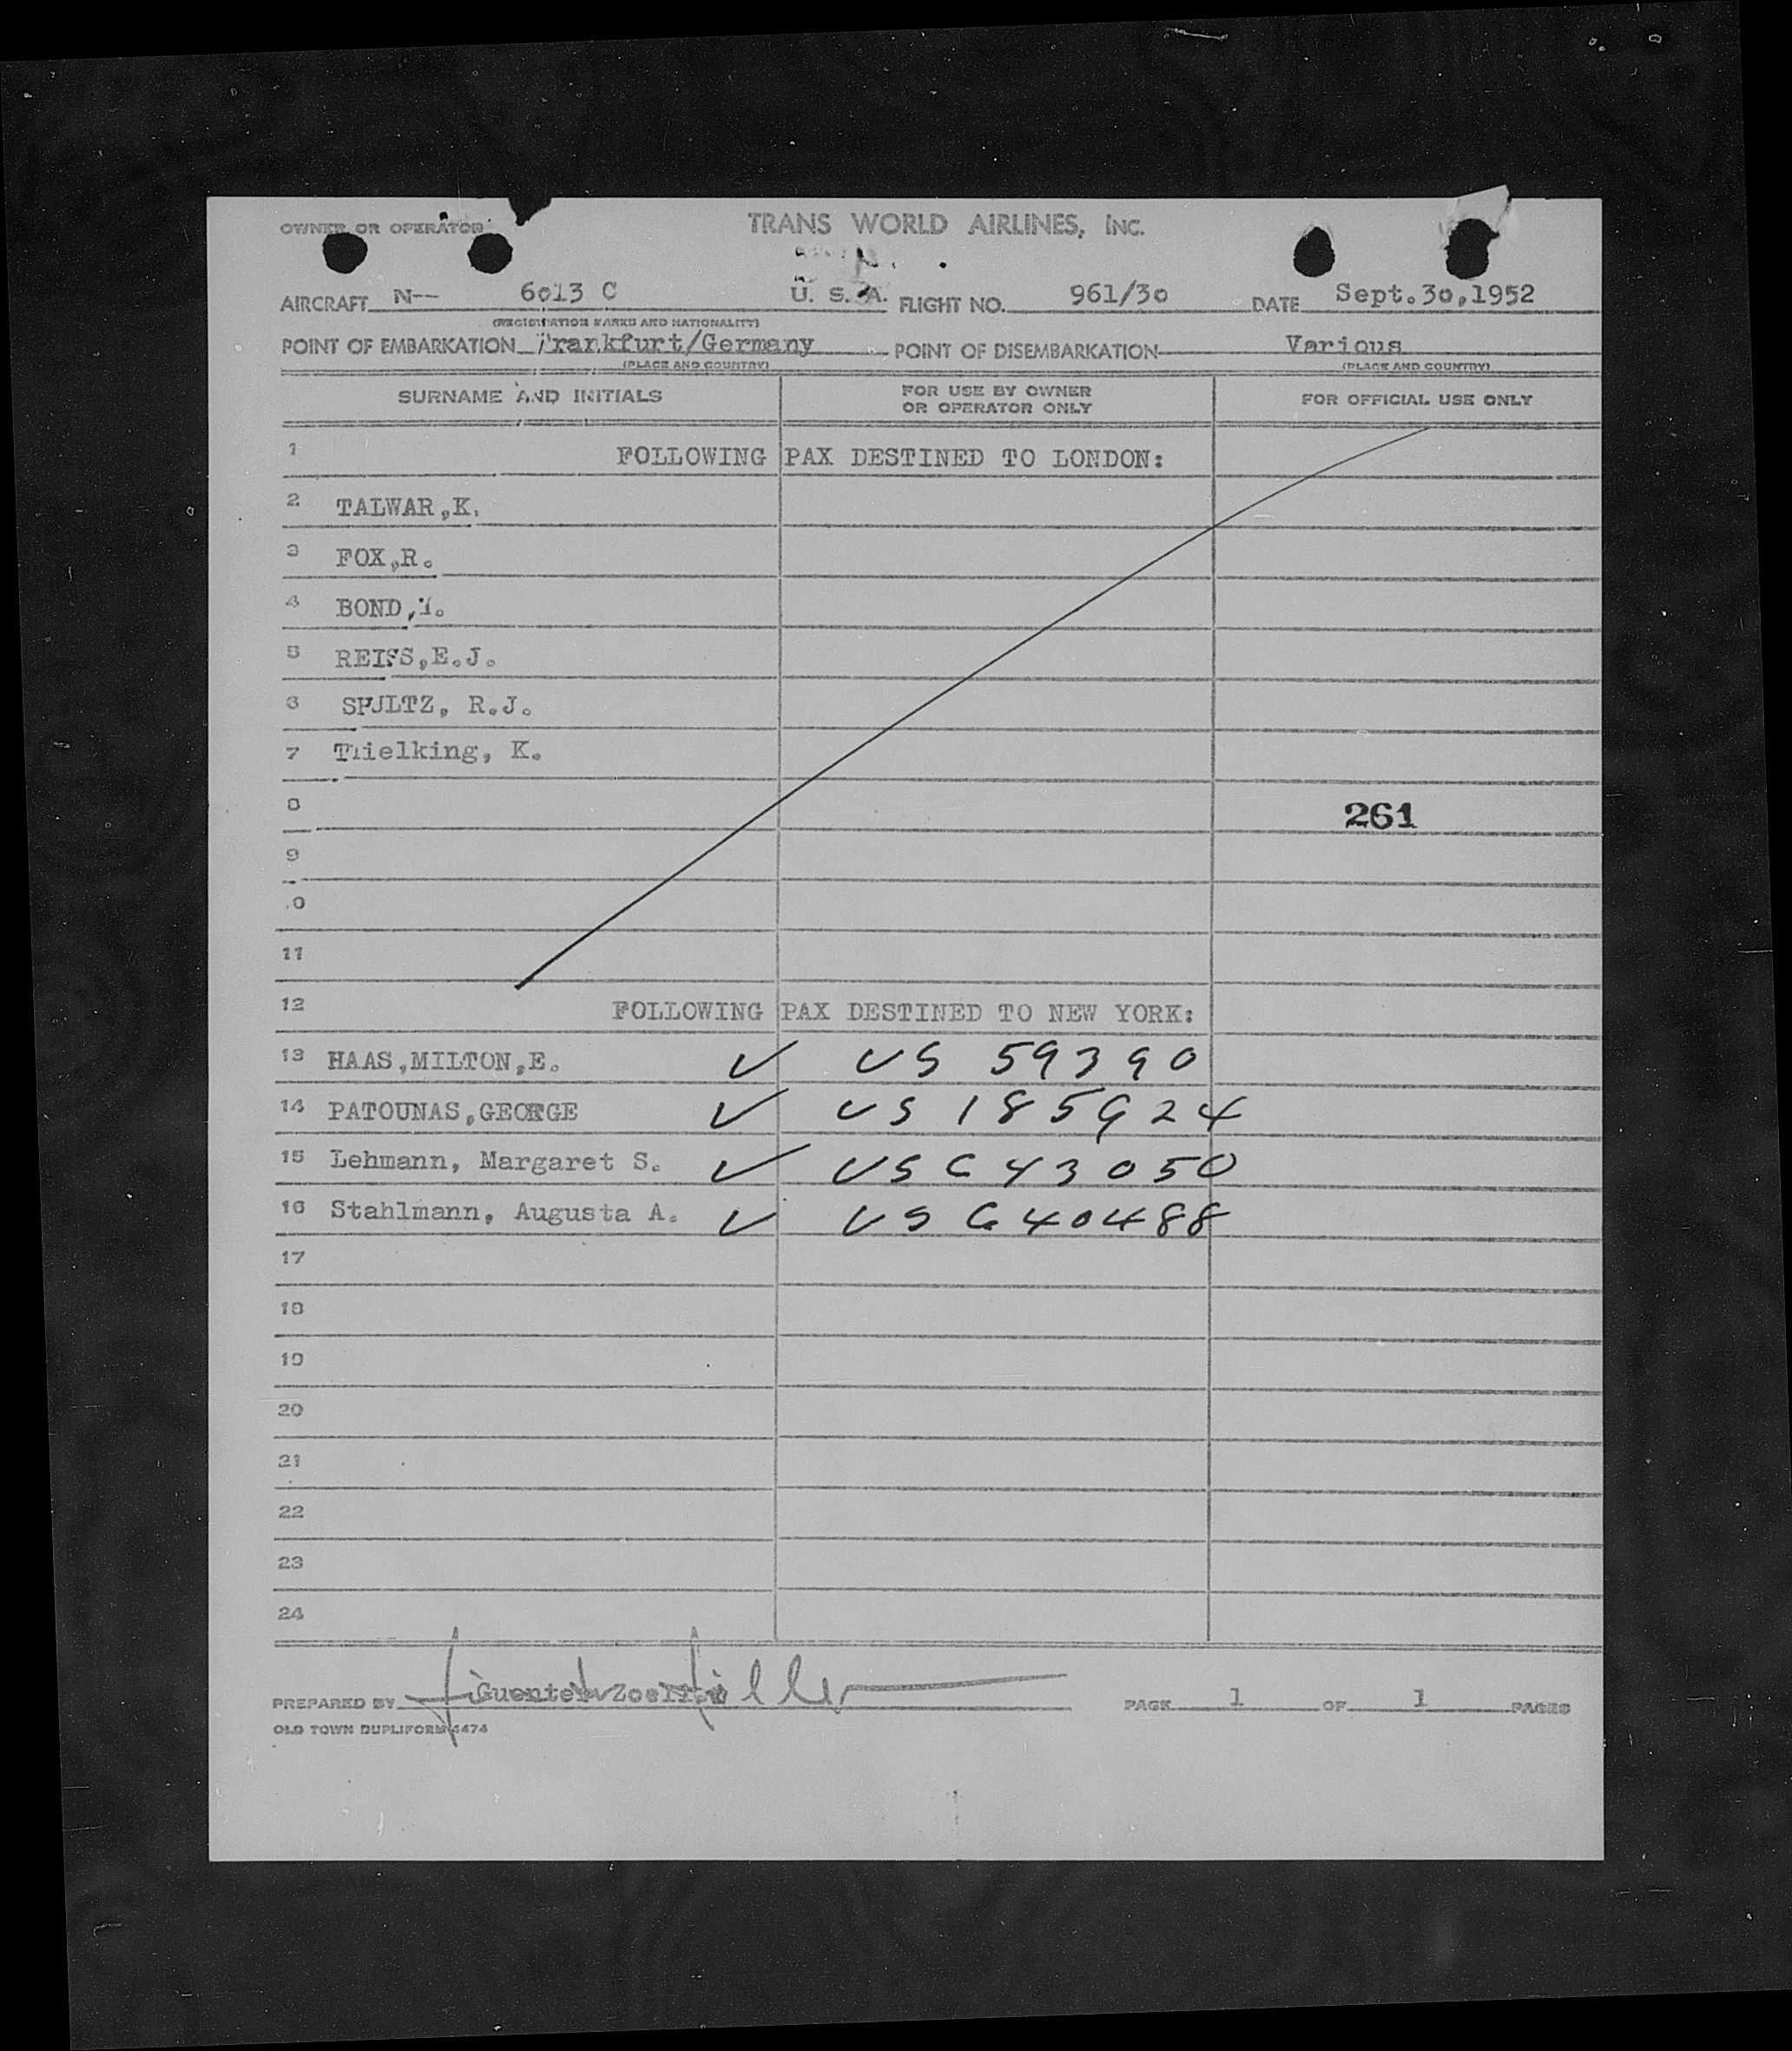 OWNER OR OPERATOR TRANS WORLD AIRLINES, INC.
AIRCRAFT N-- 6013 C U. S. A. FLIGHT NO. 961/30 DATE Sept.30,1952
(REGISTRATION MARKS AND NATIONALITY)
POINT OF EMBARKATION Frankfurt/Germany POINT OF DISEMBARKATION Various
(PLACE AND COUNTRY) (PLACE AND COUNTRY)
SURNAME AND INITIALS FOR USE BY OWNER OR OPERATOR ONLY FOR OFFICIAL USE ONLY
1 FOLLOWING PAX DESTINED TO LONDON:
2 TALWAR,K.
3 FOX,R.
4 BOND,
5 REISS,E.J.
6 R.J.
7 Thielking, K.
8 261
9
10
11
12 FOLLOWING PAX DESTINED TO NEW YORK:
13 HAAS,MILTON,E. ✓ US 59390
14 PATOUNAS,GEORGE ✓ US 185924
15 Lehmann, Margaret S. ✓ US 643050
16 Stahlmann, Augusta A. ✓ US 640488
17
18
19
20
21
22
23
24
PREPARED BY Guenter PAGE 1 OF 1 PAGES
OLD TOWN DUPLIFORM 4474